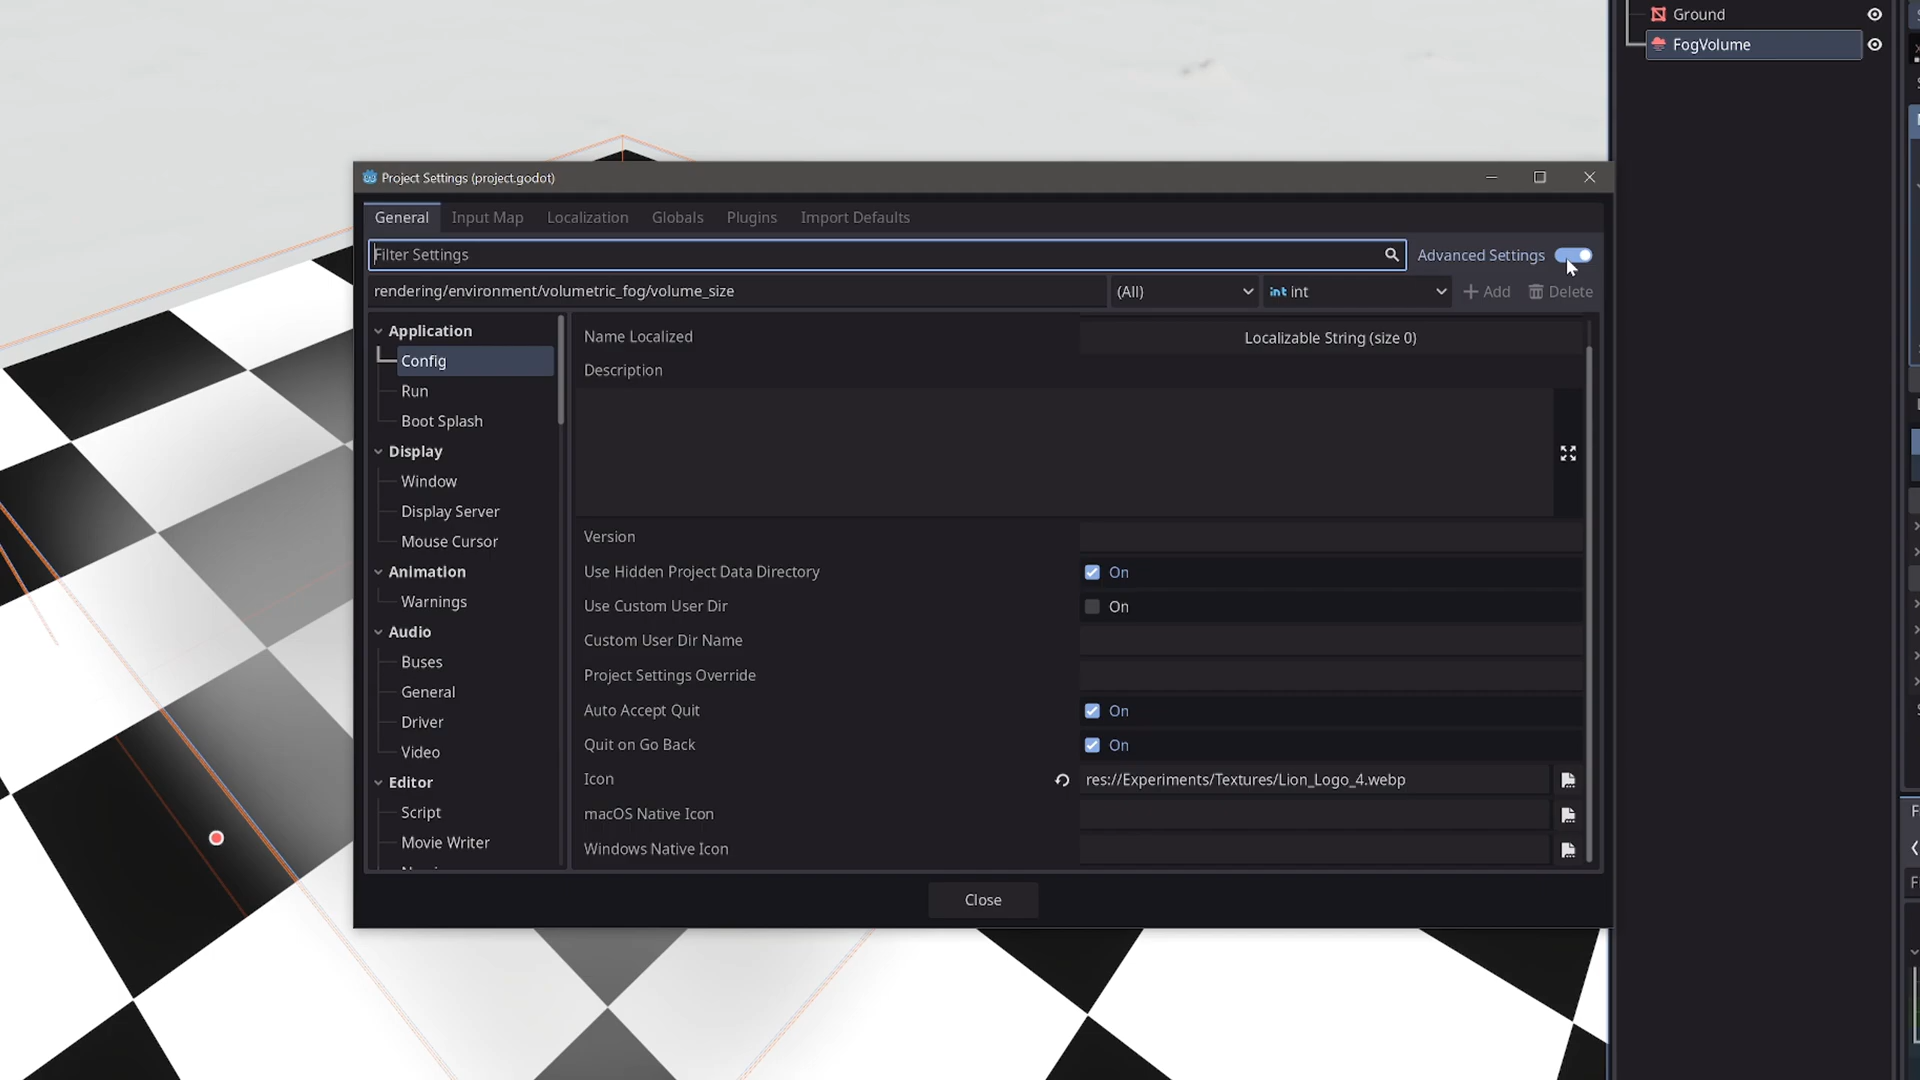 Ground
FogVolume
Project Settings (project.godot)
General Input Map Localization Globals Plugins Import Defaults
Filter Settings
Advanced Settings
rendering/environment/volumetric_fog/volume_size
(All)
int int
Add
Delete
Application
Config
Run
Boot Splash
Display
Window
Display Server
Mouse Cursor
Animation
Warnings
Audio
Buses
General
Driver
Video
Editor
Script
Movie Writer
Name Localized
Localizable String (size 0)
Description
Version
Use Hidden Project Data Directory
On
Use Custom User Dir
On
Custom User Dir Name
Project Settings Override
Auto Accept Quit
On
Quit on Go Back
On
Icon
res://Experiments/Textures/Lion_Logo_4.webp
macOS Native Icon
Windows Native Icon
Close